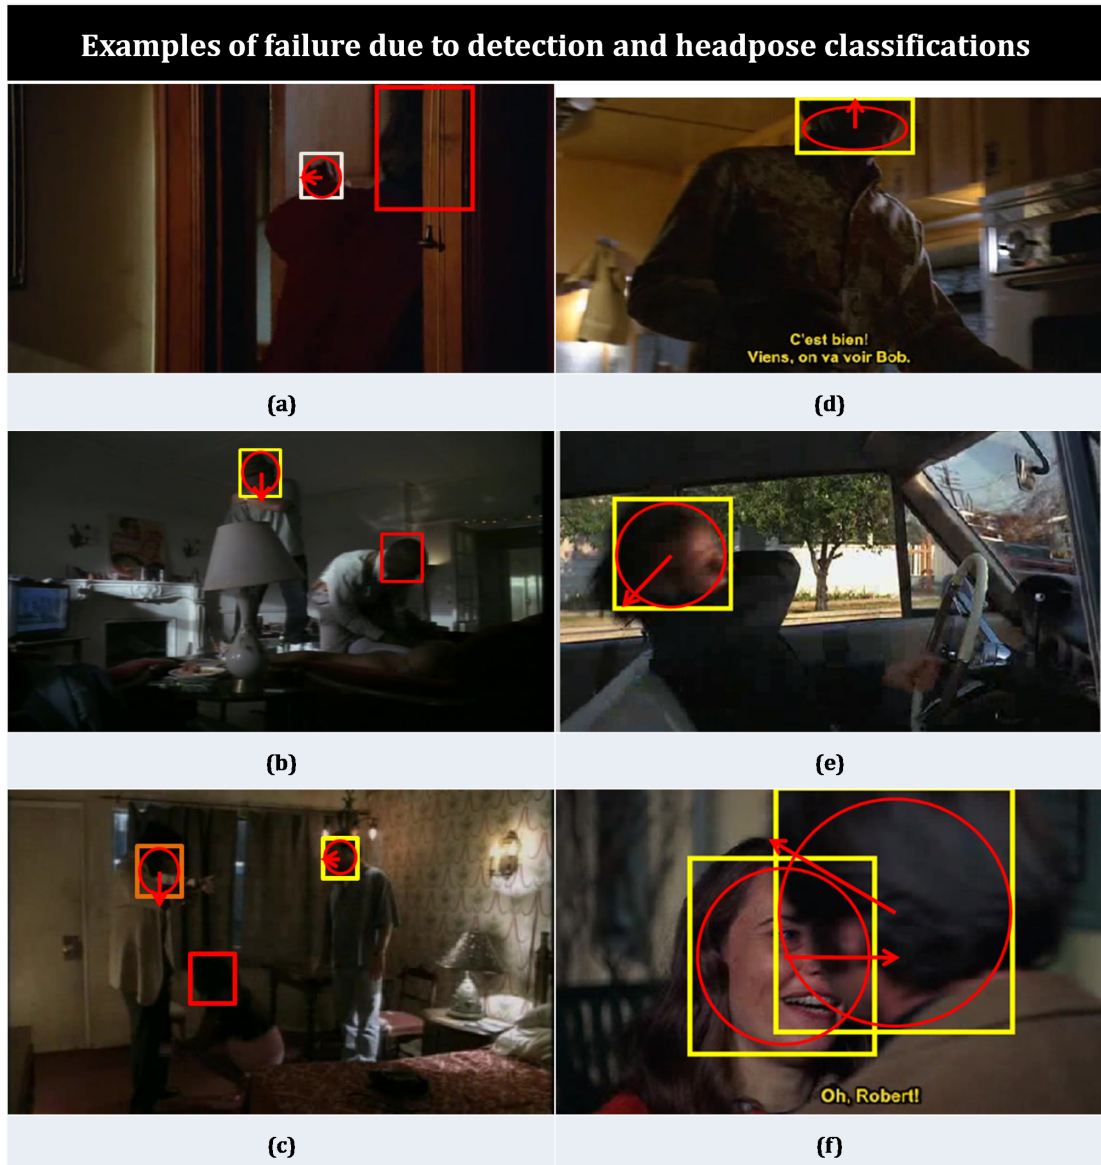 Examples of failure due to detection and headpose classifications
(a)
C'est bien!
Viens, on va voir Bob.
(d)
(b)
(e)
(c)
Oh, Robert!
(f)